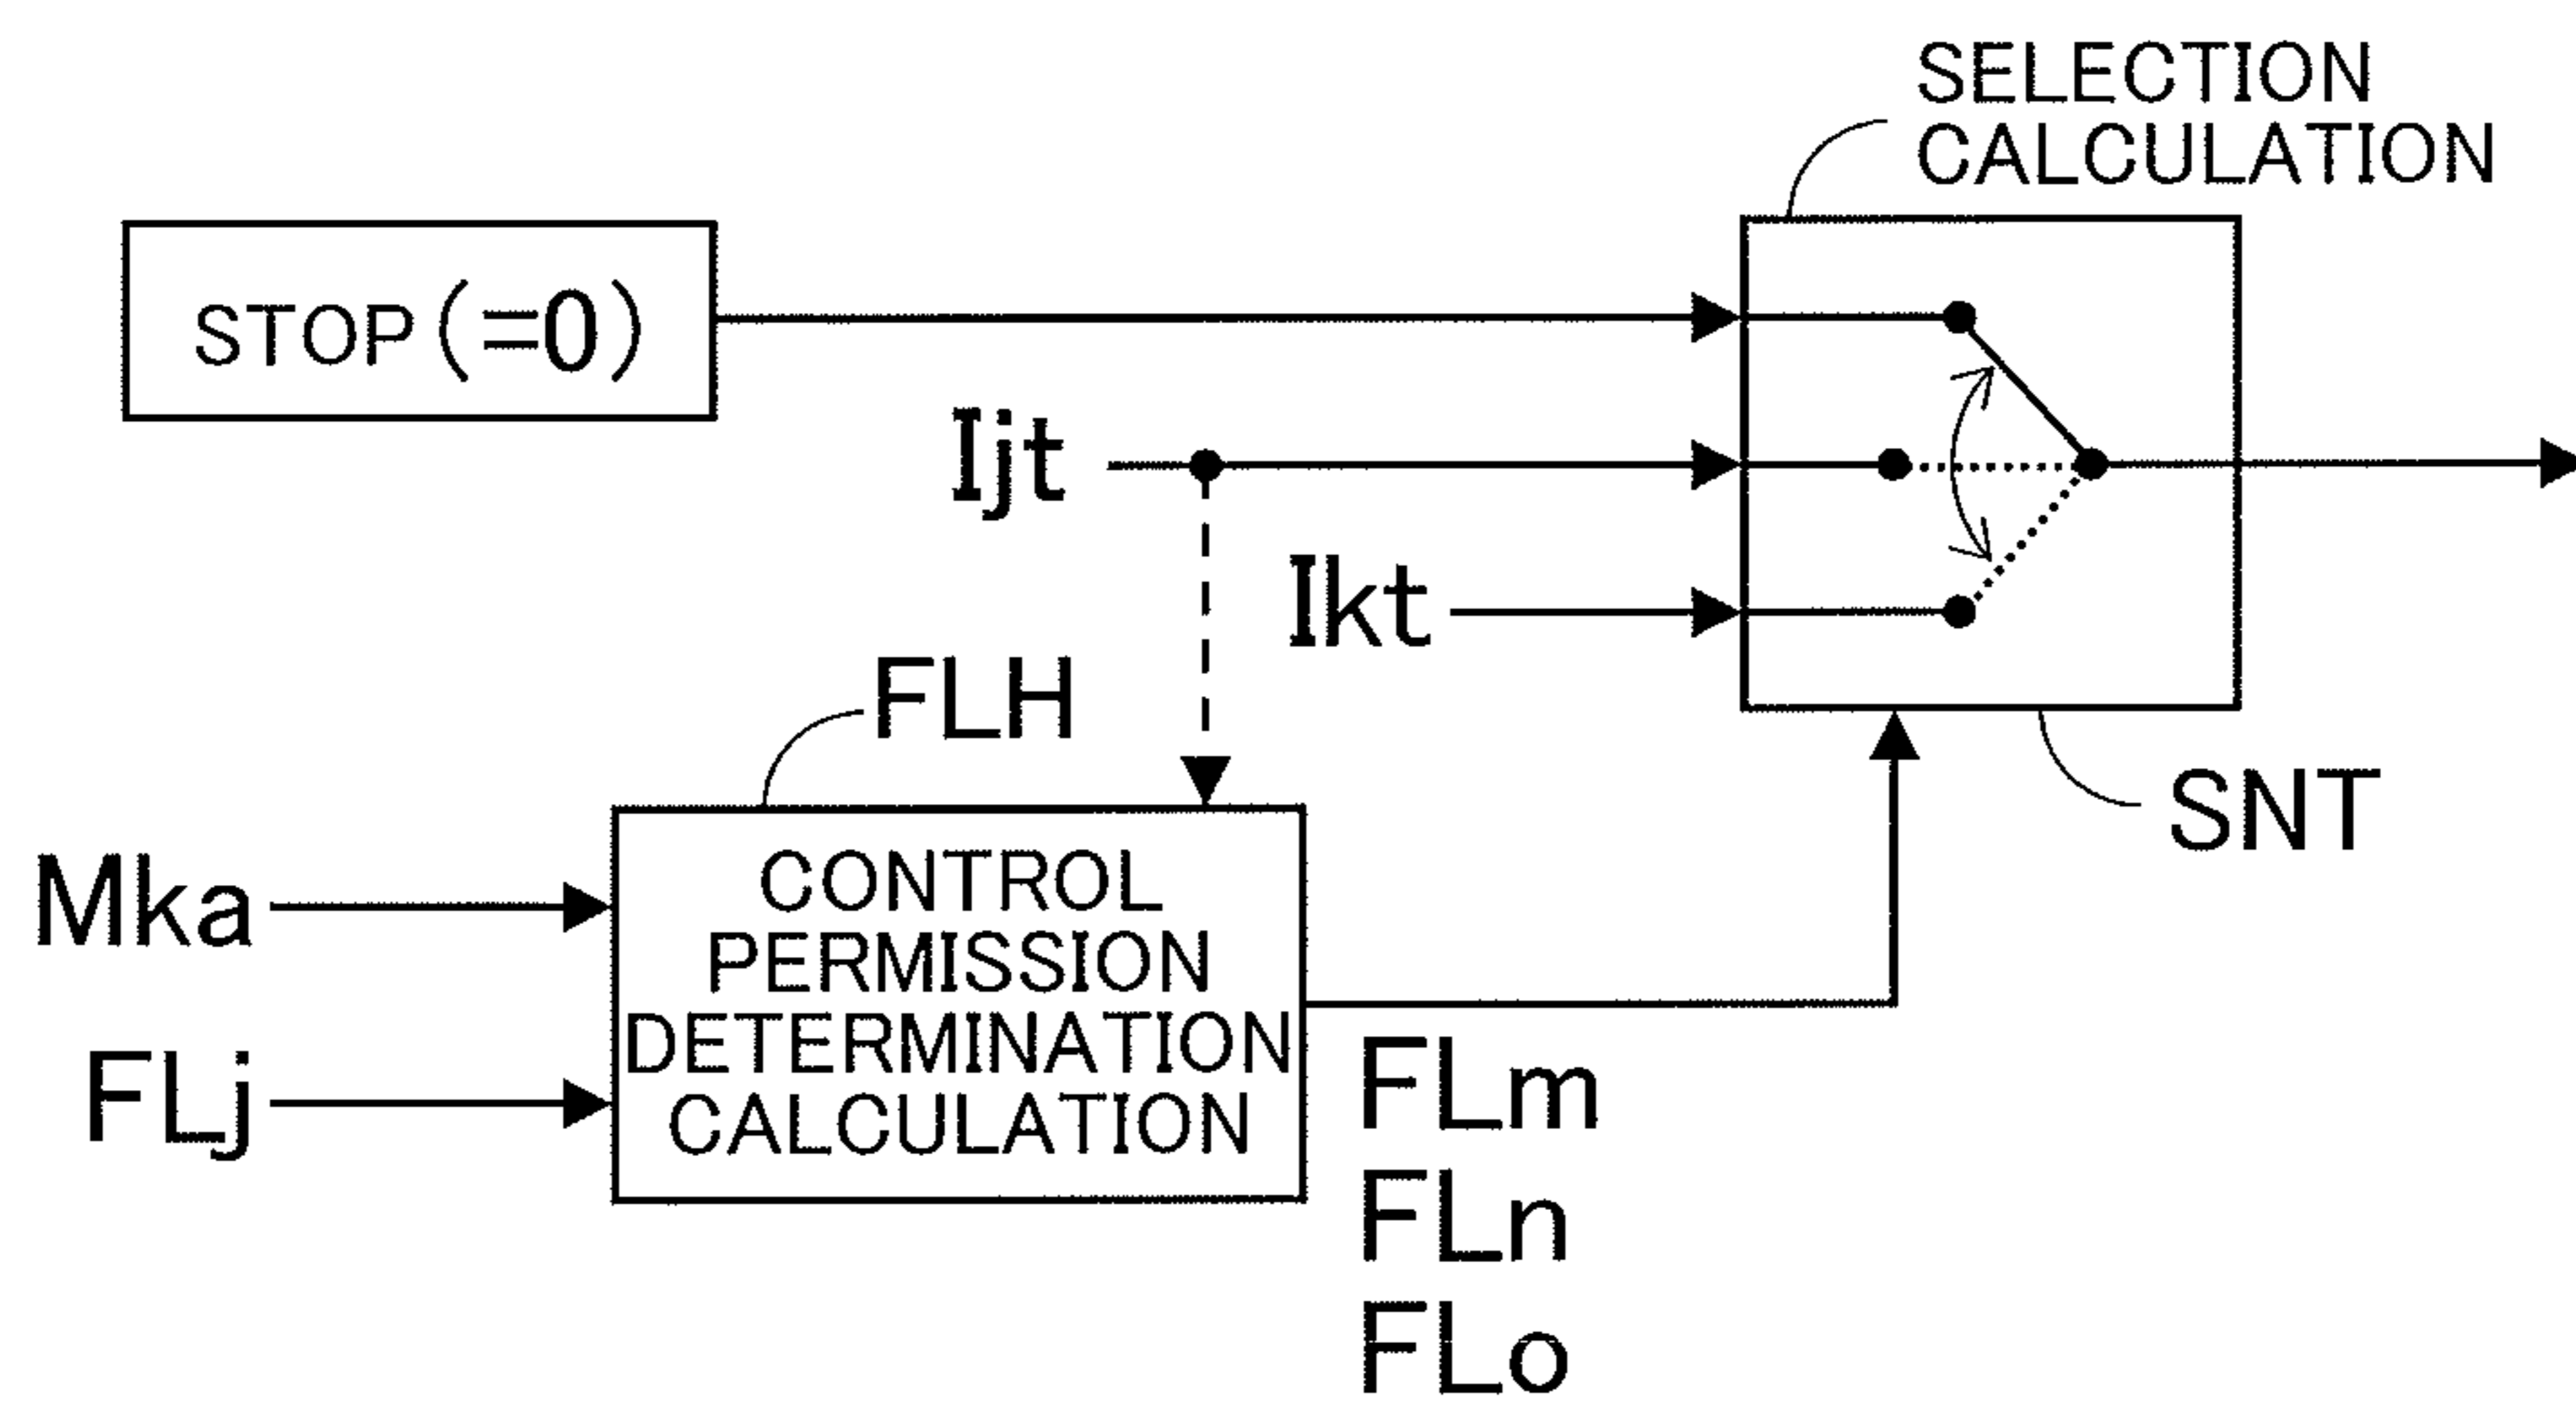 SELECTION
CALCULATION
STOP(=0)
Ijt
Ikt
FLH
SNT
Mka
FLj
CONTROL
PERMISSION
DETERMINATION
CALCULATION
FLm
FLn
FLo